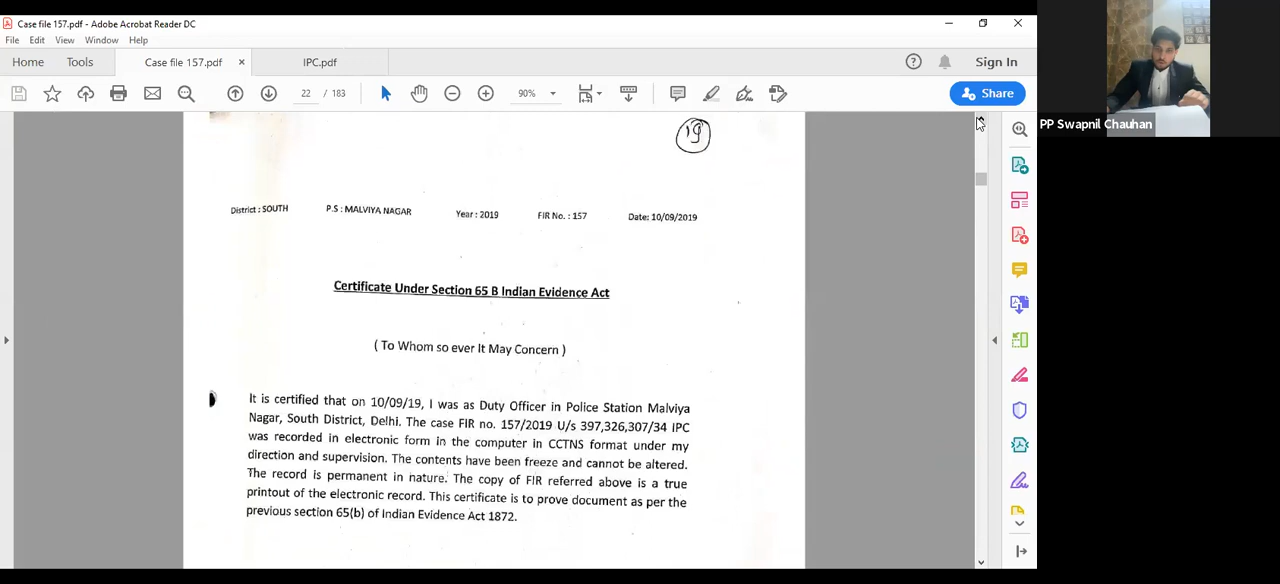 Case file 157.pdf - Adobe Acrobat Reader DC
File Edit View Window Help
Home Tools Case file 157.pdf × IPC.pdf Sign In
22 / 183 90% Share
PP Swapnil Chauhan
19
District : SOUTH P.S : MALVIYA NAGAR Year : 2019 FIR No. : 157 Date: 10/09/2019
Certificate Under Section 65 B Indian Evidence Act
( To Whom so ever It May Concern )
It is certified that on 10/09/19, I was as Duty Officer in Police Station Malviya
Nagar, South District, Delhi. The case FIR no. 157/2019 U/s 397,326,307/34 IPC
was recorded in electronic form in the computer in CCTNS format under my
direction and supervision. The contents have been freeze and cannot be altered.
The record is permanent in nature. The copy of FIR referred above is a true
printout of the electronic record. This certificate is to prove document as per the
previous section 65(b) of Indian Evidence Act 1872.